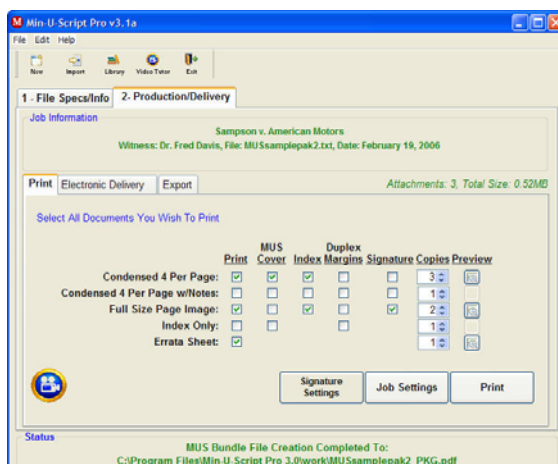 Min-U-Script Pro v3.1a
File Edit Help
New Import Library Video Tutor Exit
1 - File Specs/Info 2- Production/Delivery
Job Information
Sampson v. American Motors
Witness: Dr. Fred Davis, File: MUSsamplepak2.txt, Date: February 19, 2006
Print Electronic Delivery Export Attachments: 3, Total Size: 0.52MB
Select All Documents You Wish To Print
MUS Duplex
Print Cover Index Margins Signature Copies Preview
Condensed 4 Per Page: 3
Condensed 4 Per Page w/Notes: 1
Full Size Page Image: 2
Index Only: 1
Errata Sheet: 1
Signature Settings Job Settings Print
Status
MUS Bundle File Creation Completed To:
C:\Program Files\Min-U-Script Pro 3.0\work\MUSsamplepak2_PKG.pdf